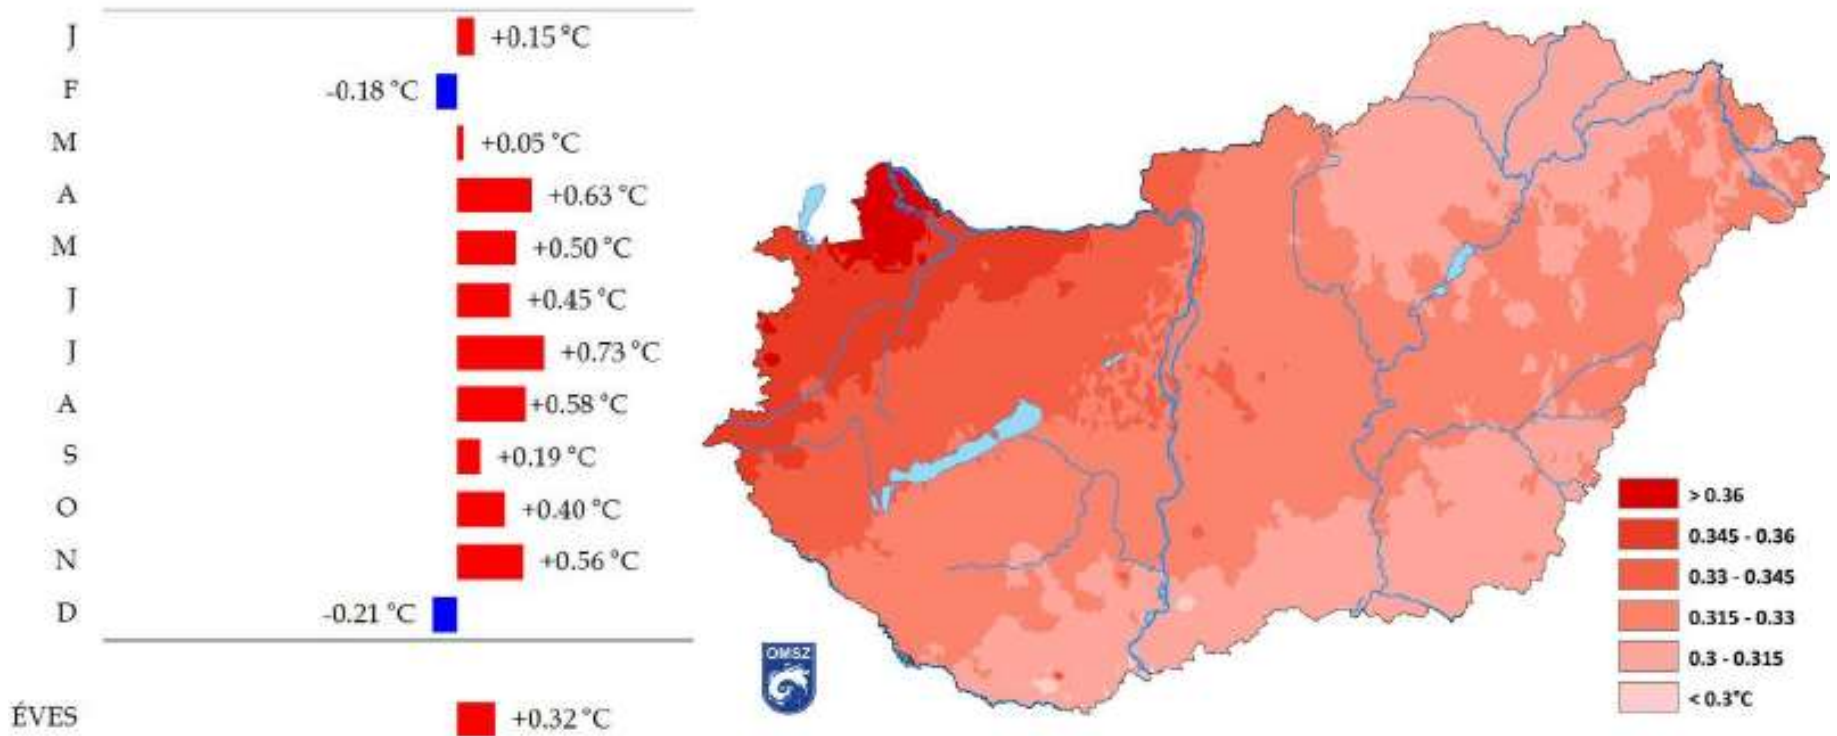 J +0.15 °C
F -0.18 °C
M +0.05 °C
A +0.63 °C
M +0.50 °C
J +0.45 °C
J +0.73 °C
A +0.58 °C
S +0.19 °C
O +0.40 °C
N +0.56 °C
D -0.21 °C
ÉVES +0.32 °C
OMSZ
> 0.36
0.345 - 0.36
0.33 - 0.345
0.315 - 0.33
0.3 - 0.315
< 0.3°C